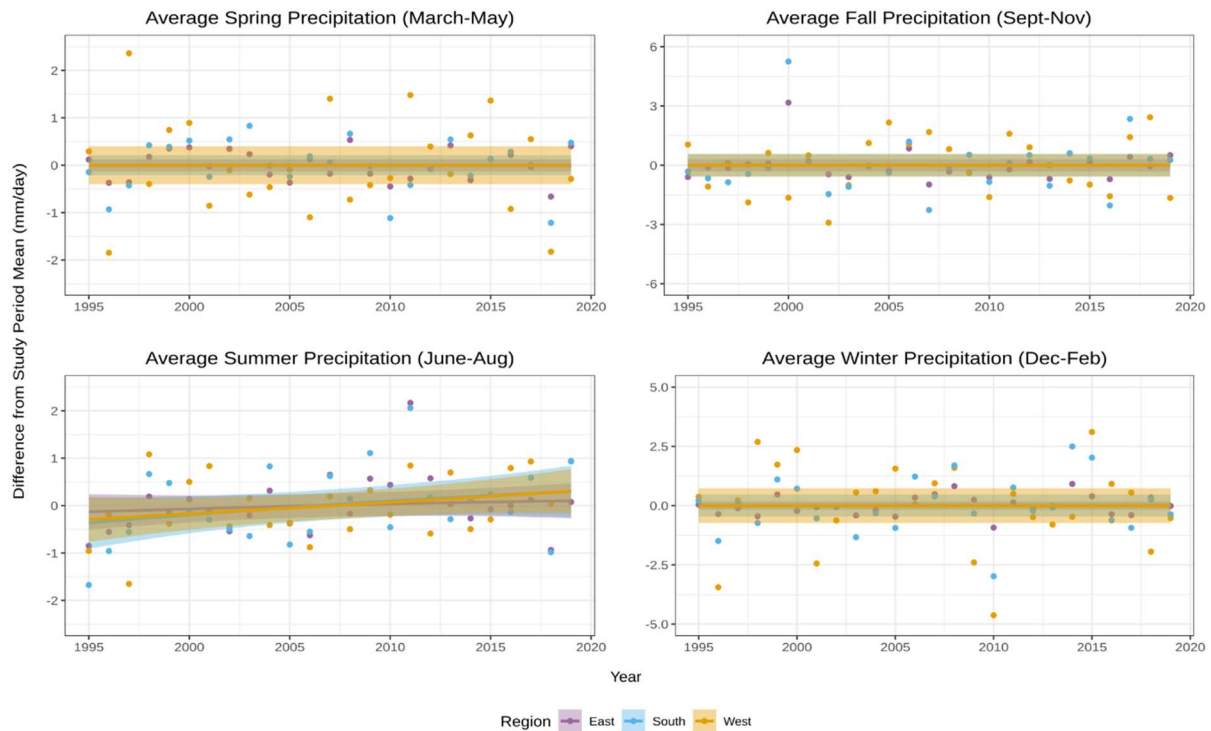 Average Spring Precipitation (March-May)
2
1
0
-1
-2
1995 2000 2005 2010 2015 2020
Average Fall Precipitation (Sept-Nov)
6
3
0
-3
-6
1995 2000 2005 2010 2015 2020
Difference from Study Period Mean (mm/day)
Average Summer Precipitation (June-Aug)
2
1
0
-1
-2
1995 2000 2005 2010 2015 2020
Average Winter Precipitation (Dec-Feb)
5.0
2.5
0.0
-2.5
-5.0
1995 2000 2005 2010 2015 2020
Year
Region East South West